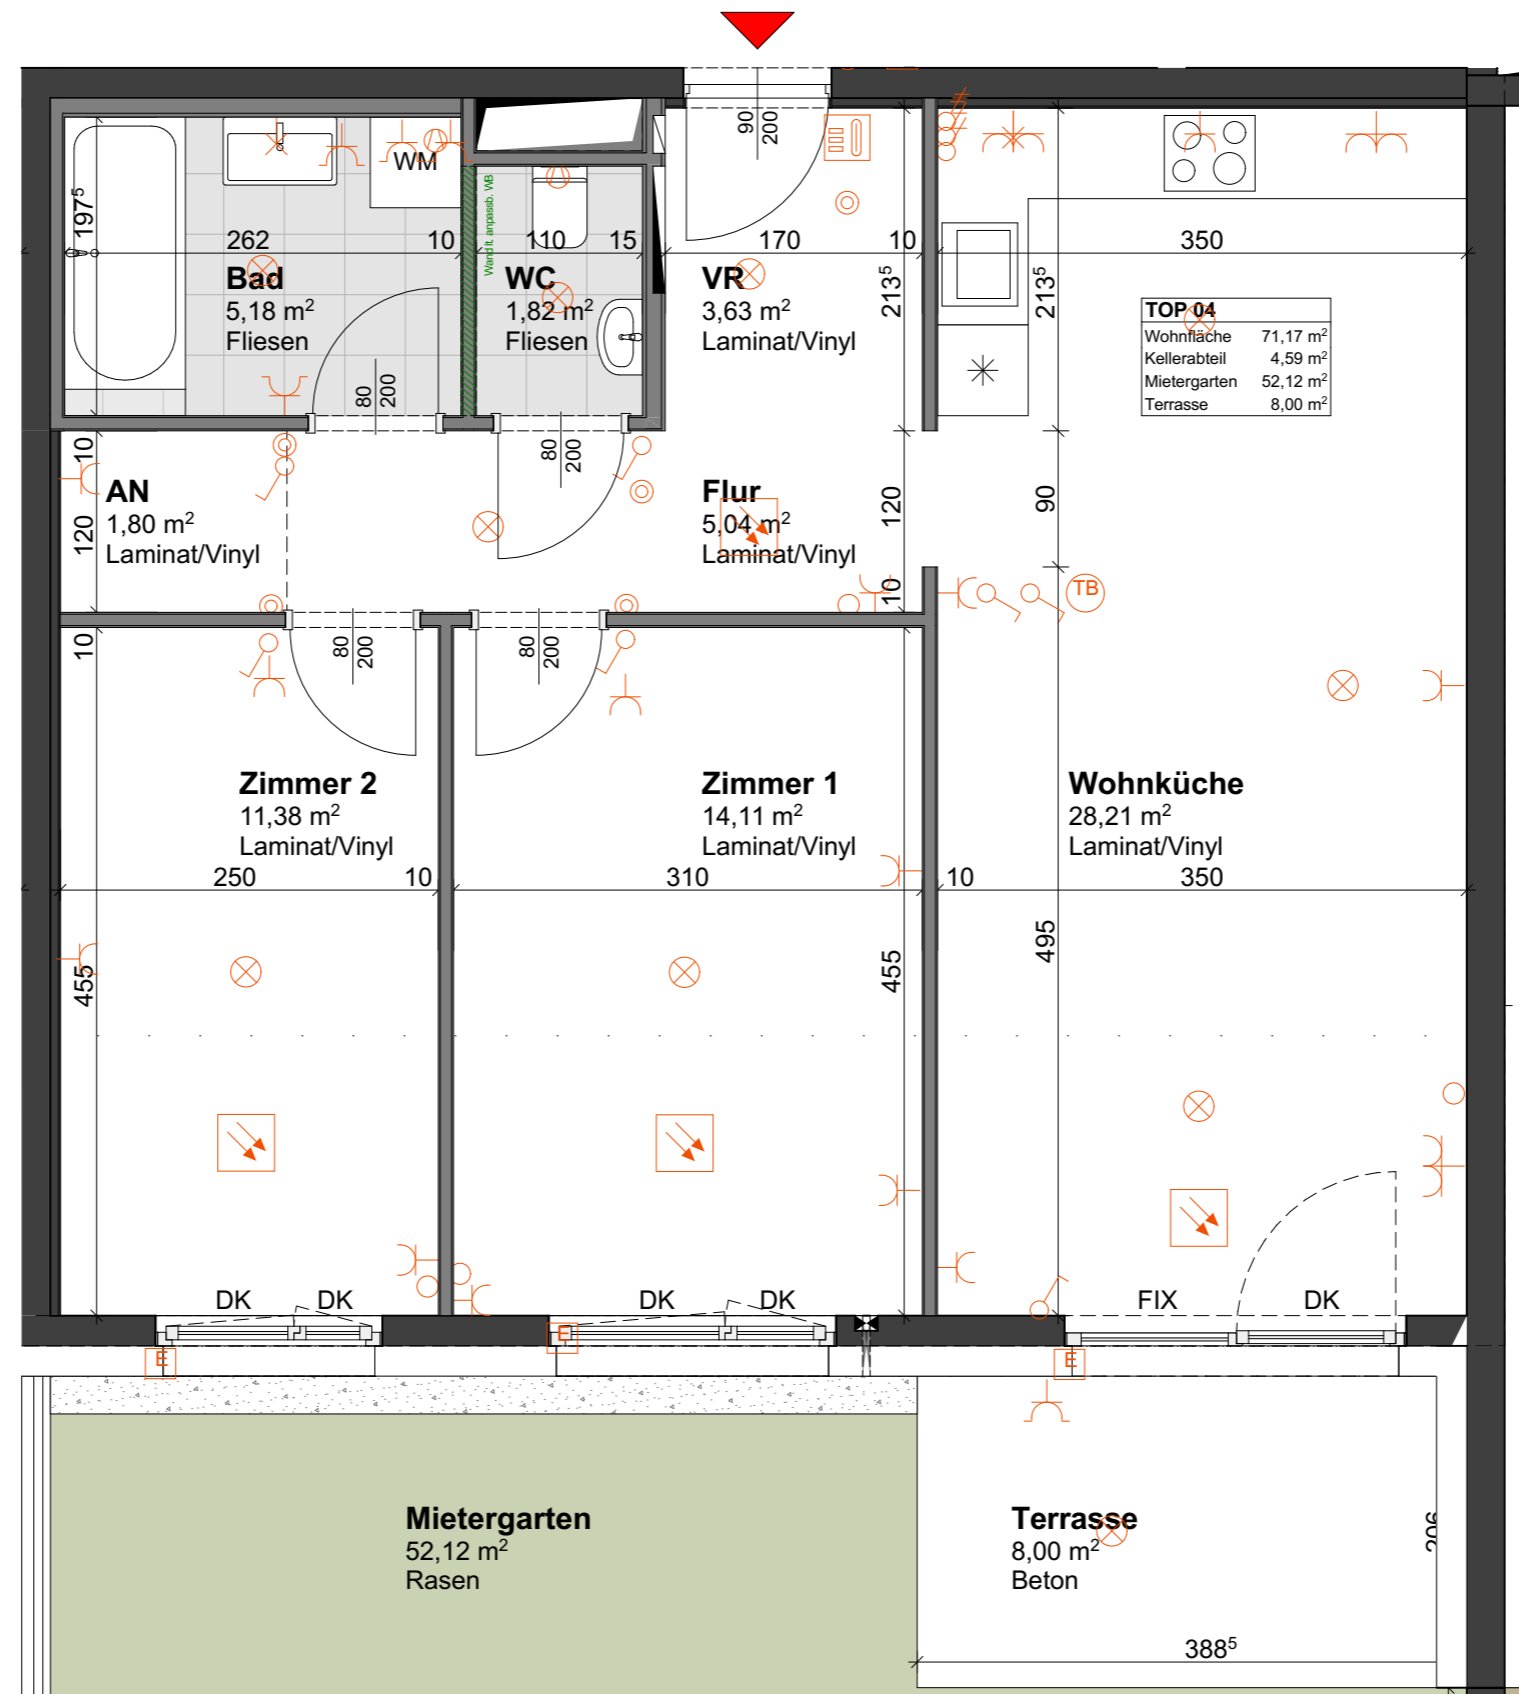 90
200
WM
Wand lt. anpassb. WB
197⁵
262
10
110
15
170
10
350
Bad
5,18 m²
Fliesen
WC
1,82 m²
Fliesen
VR
3,63 m²
Laminat/Vinyl
213⁵
213⁵
TOP 04
Wohnfläche 71,17 m²
Kellerabteil 4,59 m²
Mietergarten 52,12 m²
Terrasse 8,00 m²
80
200
80
200
10
120
AN
1,80 m²
Laminat/Vinyl
Flur
5,04 m²
Laminat/Vinyl
120
10
90
TB
10
80
200
80
200
Zimmer 2
11,38 m²
Laminat/Vinyl
Zimmer 1
14,11 m²
Laminat/Vinyl
Wohnküche
28,21 m²
Laminat/Vinyl
250
10
310
10
350
455
455
495
DK
DK
DK
DK
FIX
DK
E
E
E
Mietergarten
52,12 m²
Rasen
Terrasse
8,00 m²
Beton
206
388⁵